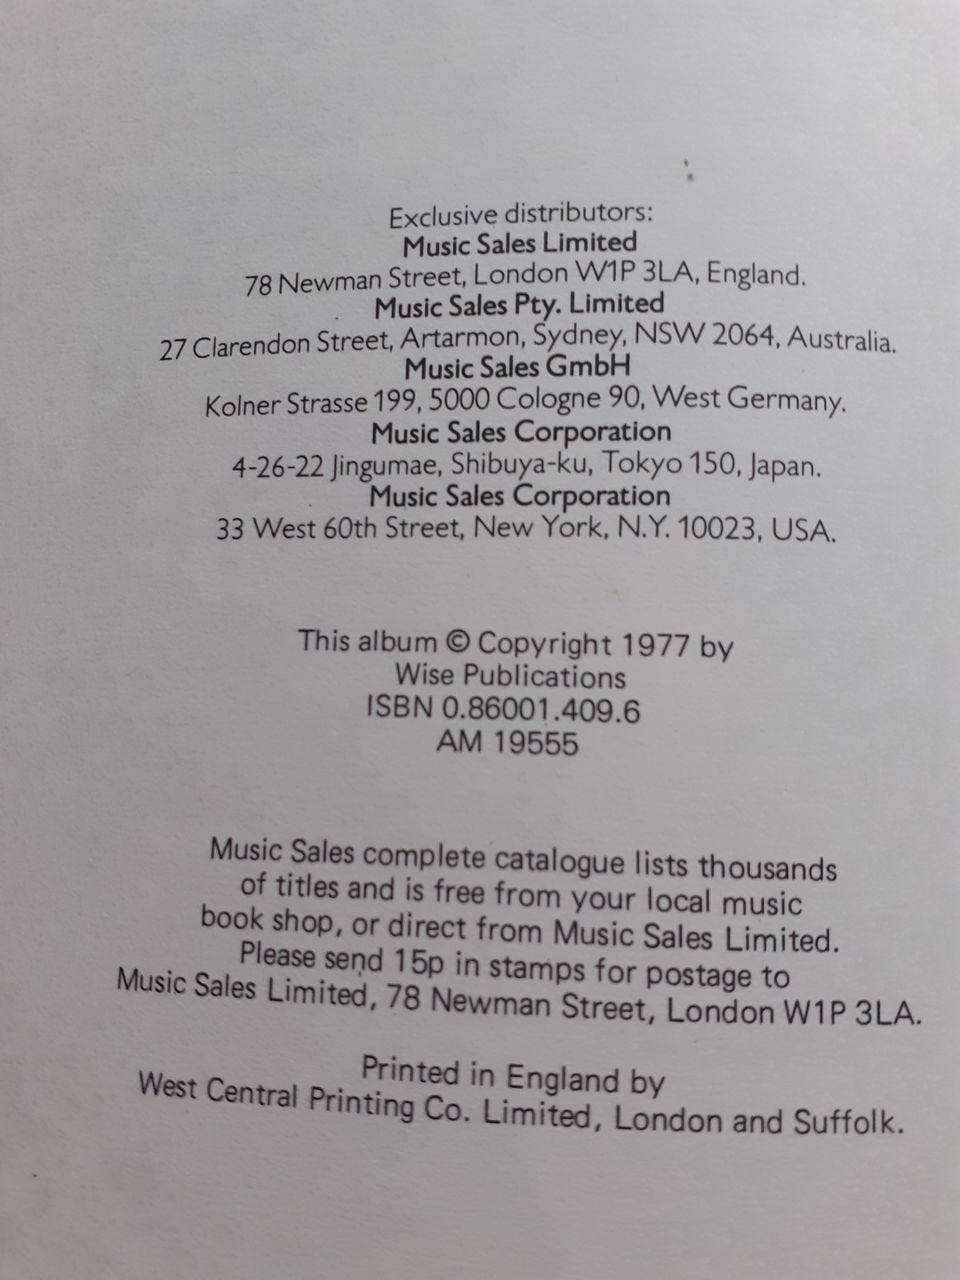 Exclusive distributors:
Music Sales Limited
78 Newman Street, London W1P 3LA, England.
Music Sales Pty. Limited
27 Clarendon Street, Artarmon, Sydney, NSW 2064, Australia.
Music Sales GmbH
Kolner Strasse 199, 5000 Cologne 90, West Germany.
Music Sales Corporation
4-26-22 Jingumae, Shibuya-ku, Tokyo 150, Japan.
Music Sales Corporation
33 West 60th Street, New York, N.Y. 10023, USA.
This album © Copyright 1977 by
Wise Publications
ISBN 0.86001.409.6
AM 19555
Music Sales complete catalogue lists thousands
of titles and is free from your local music
book shop, or direct from Music Sales Limited.
Please send 15p in stamps for postage to
Music Sales Limited, 78 Newman Street, London W1P 3LA.
Printed in England by
West Central Printing Co. Limited, London and Suffolk.